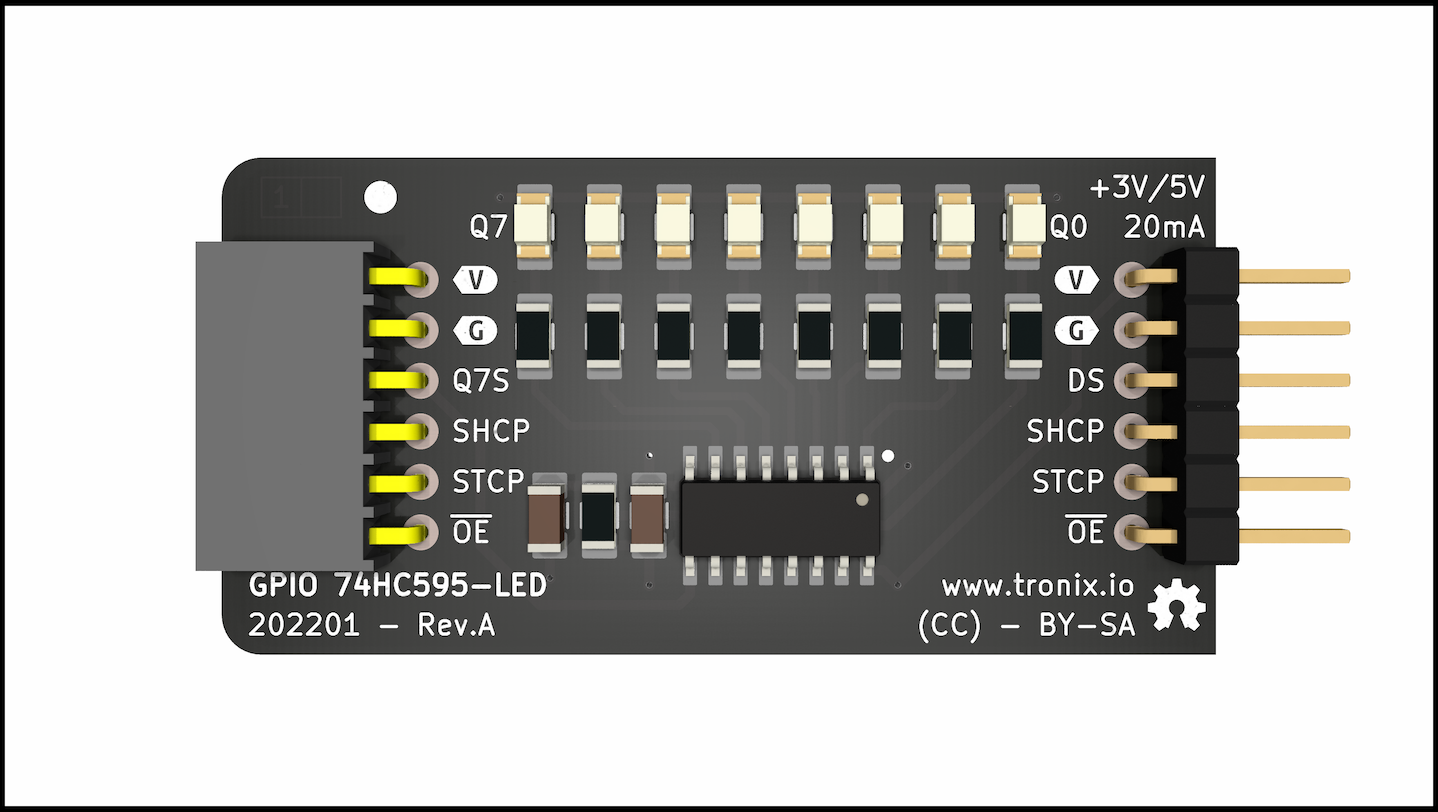 +3V/5V
20mA
Q7
Q0
V
G
Q7S
SHCP
STCP
OE
V
G
DS
SHCP
STCP
OE
GPIO 74HC595-LED
202201 - Rev.A
www.tronix.io
(CC) - BY-SA
1